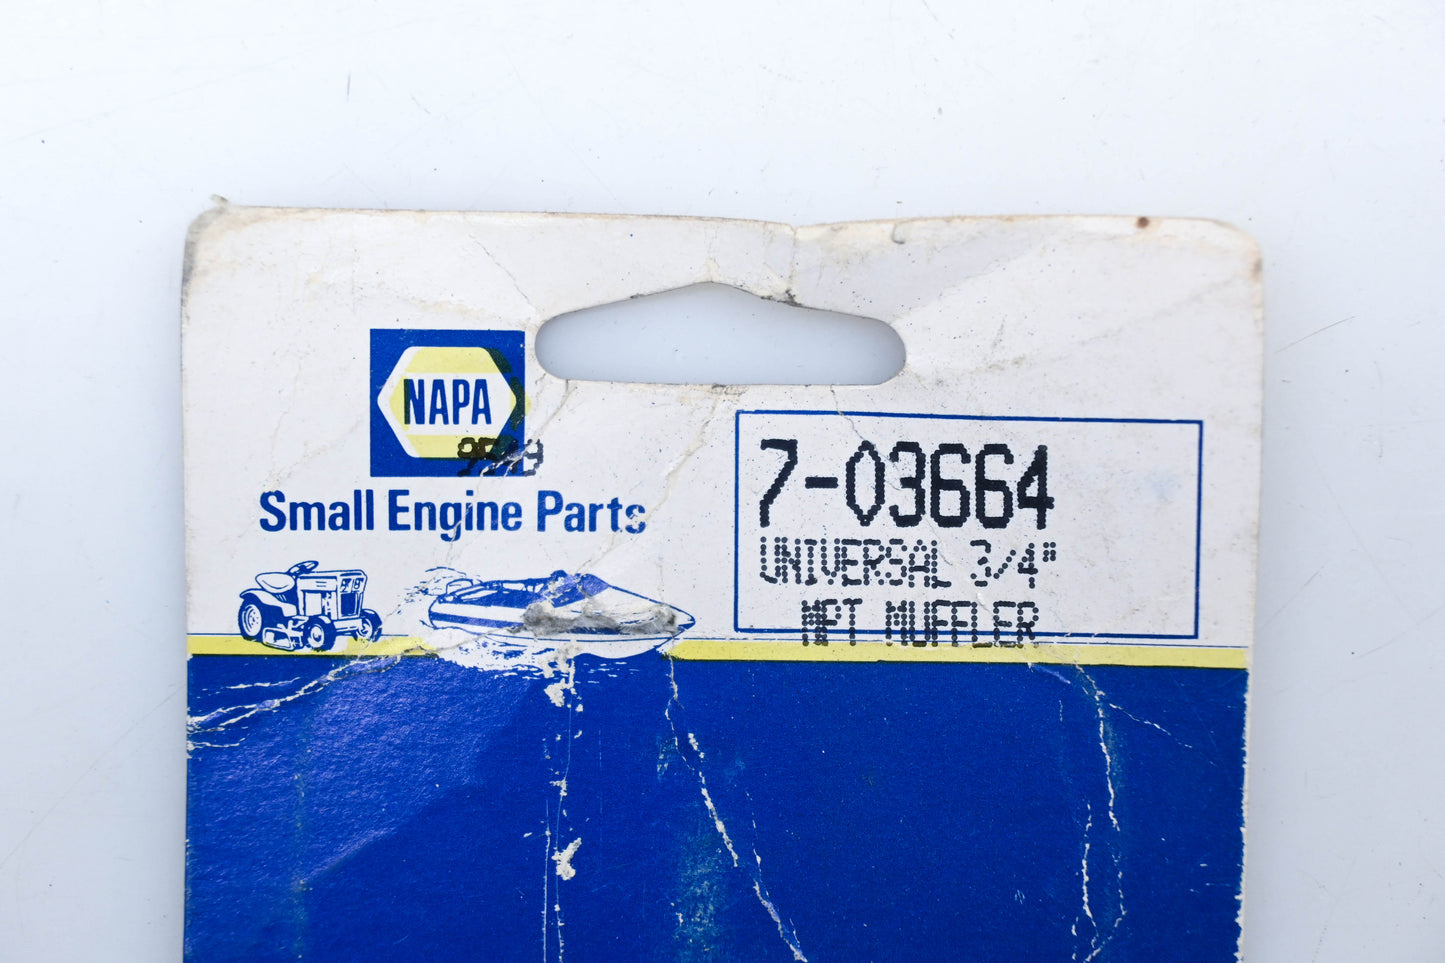 NAPA
Small Engine Parts
7-03664
UNIVERSAL 3/4"
MPT MUFFLER